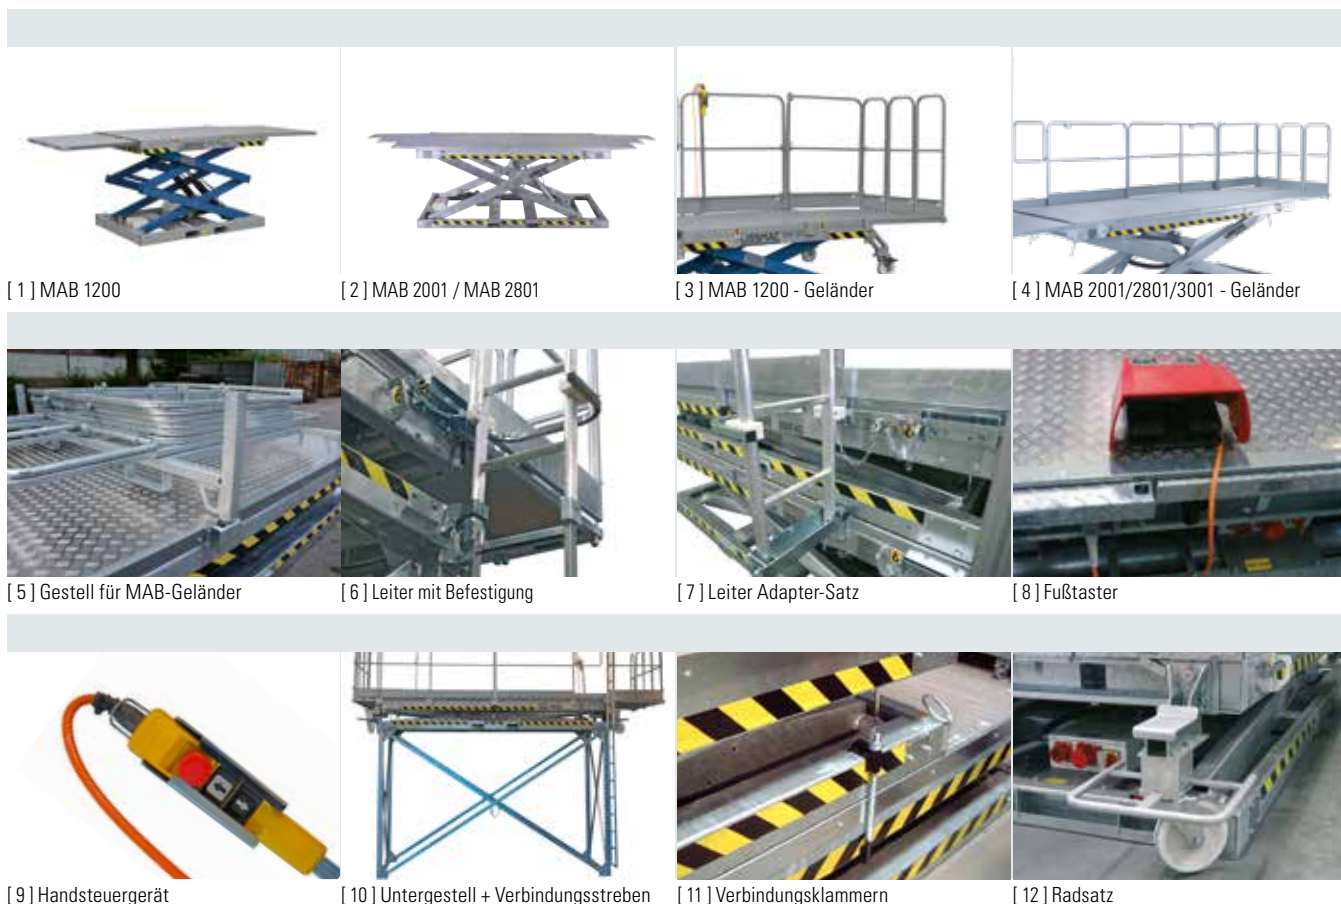 [ 1 ] MAB 1200
[ 2 ] MAB 2001 / MAB 2801
[ 3 ] MAB 1200 - Geländer
[ 4 ] MAB 2001/2801/3001 - Geländer
[ 5 ] Gestell für MAB-Geländer
[ 6 ] Leiter mit Befestigung
[ 7 ] Leiter Adapter-Satz
[ 8 ] Fußtaster
[ 9 ] Handsteuergerät
[ 10 ] Untergestell + Verbindungsstreben
[ 11 ] Verbindungsklammern
[ 12 ] Radsatz